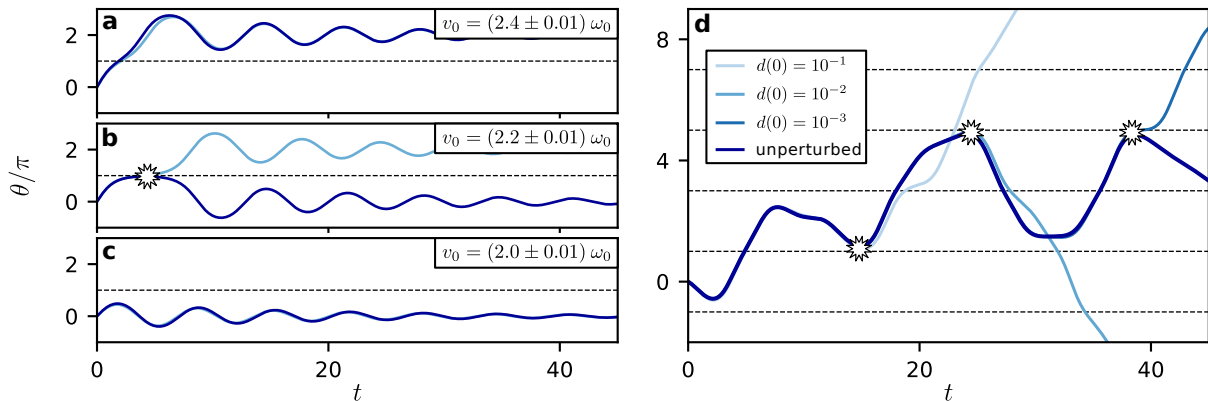 a
v₀ = (2.4 ± 0.01) ω₀
2
0
b
v₀ = (2.2 ± 0.01) ω₀
2
0
θ/π
c
v₀ = (2.0 ± 0.01) ω₀
2
0
0 20 40
t
d
8
4
0
d(0) = 10⁻¹
d(0) = 10⁻²
d(0) = 10⁻³
unperturbed
0 20 40
t